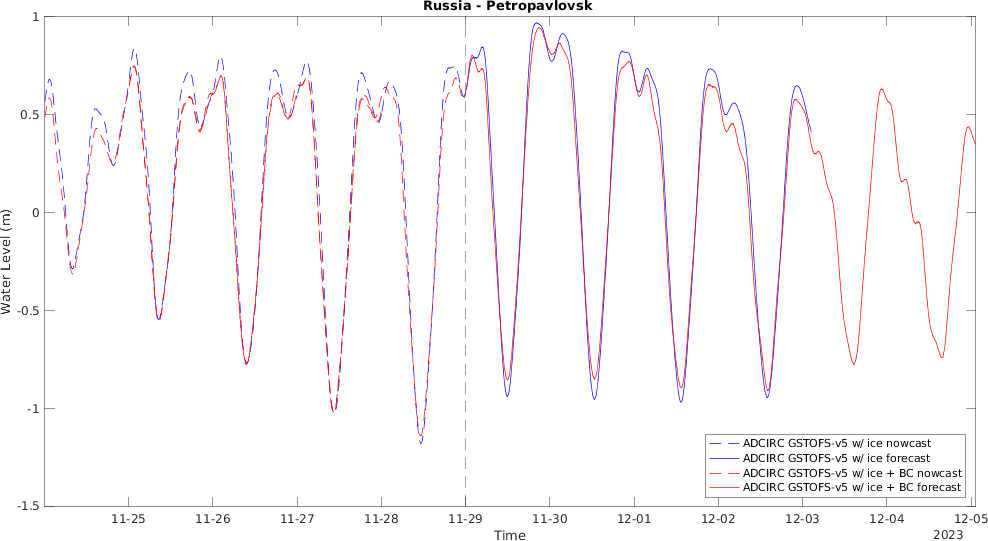 Russia - Petropavlovsk
Water Level (m)
1
0.5
0
-0.5
-1
-1.5
ADCIRC GSTOFS-v5 w/ ice nowcast
ADCIRC GSTOFS-v5 w/ ice forecast
ADCIRC GSTOFS-v5 w/ ice + BC nowcast
ADCIRC GSTOFS-v5 w/ ice + BC forecast
11-25 11-26 11-27 11-28 11-29 11-30 12-01 12-02 12-03 12-04 12-05
Time
2023